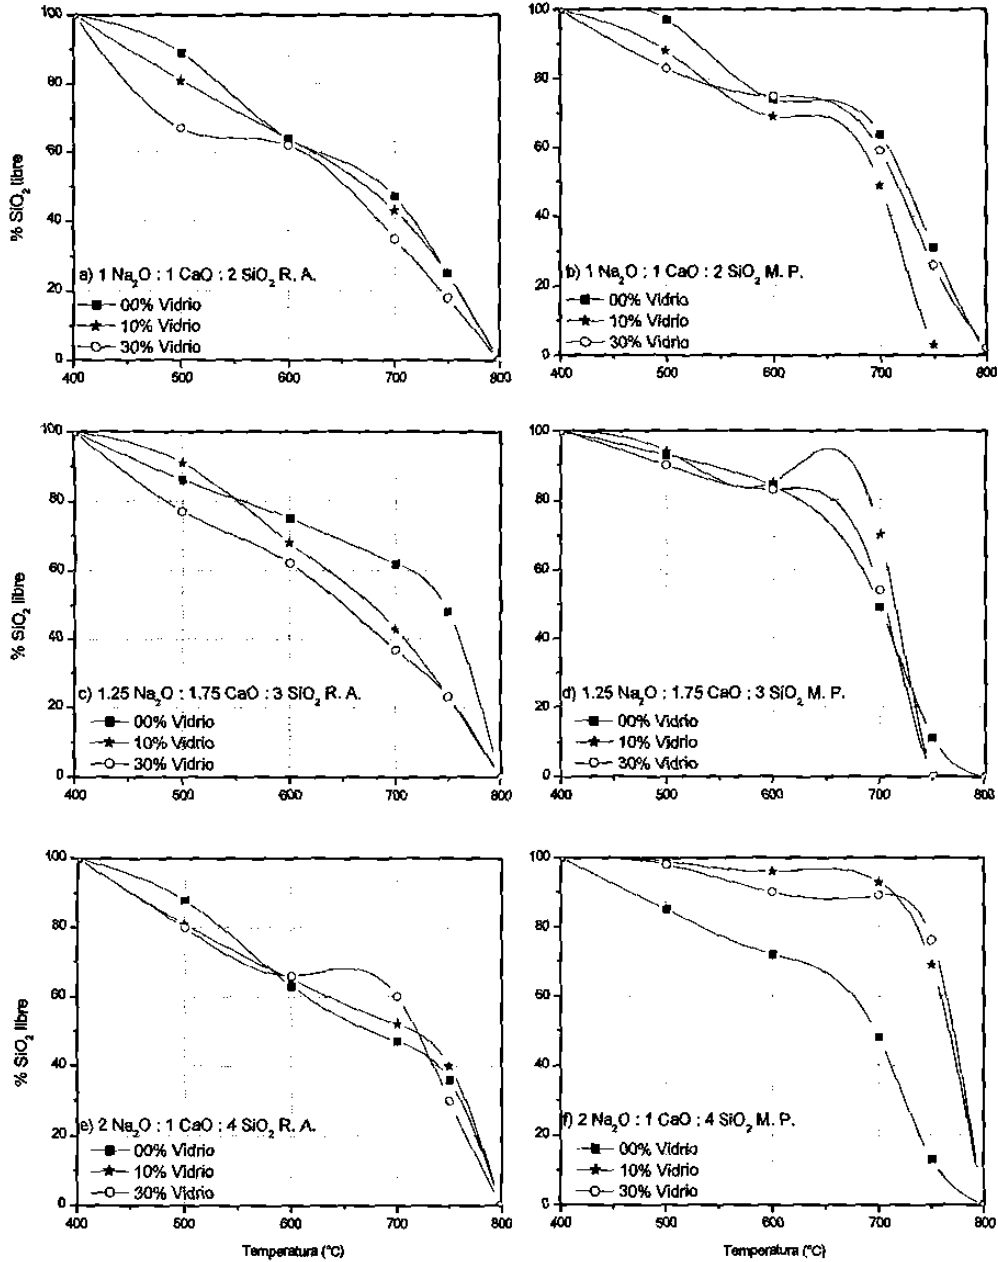 % SiO2 libre
100
80
60
40
20
0
a) 1 Na2O : 1 CaO : 2 SiO2 R. A.
00% Vidrio
10% Vidrio
30% Vidrio
400 500 600 700 800
100
80
60
40
20
0
b) 1 Na2O : 1 CaO : 2 SiO2 M. P.
00% Vidrio
10% Vidrio
30% Vidrio
400 500 600 700 800
% SiO2 libre
100
80
60
40
20
0
c) 1.25 Na2O : 1.75 CaO : 3 SiO2 R. A.
00% Vidrio
10% Vidrio
30% Vidrio
400 500 600 700 800
100
80
60
40
20
0
d) 1.25 Na2O : 1.75 CaO : 3 SiO2 M. P.
00% Vidrio
10% Vidrio
30% Vidrio
400 500 600 700 800
% SiO2 libre
100
80
60
40
20
0
e) 2 Na2O : 1 CaO : 4 SiO2 R. A.
00% Vidrio
10% Vidrio
30% Vidrio
400 500 600 700 800
Temperatura (°C)
100
80
60
40
20
0
f) 2 Na2O : 1 CaO : 4 SiO2 M. P.
00% Vidrio
10% Vidrio
30% Vidrio
400 500 600 700 800
Temperatura (°C)